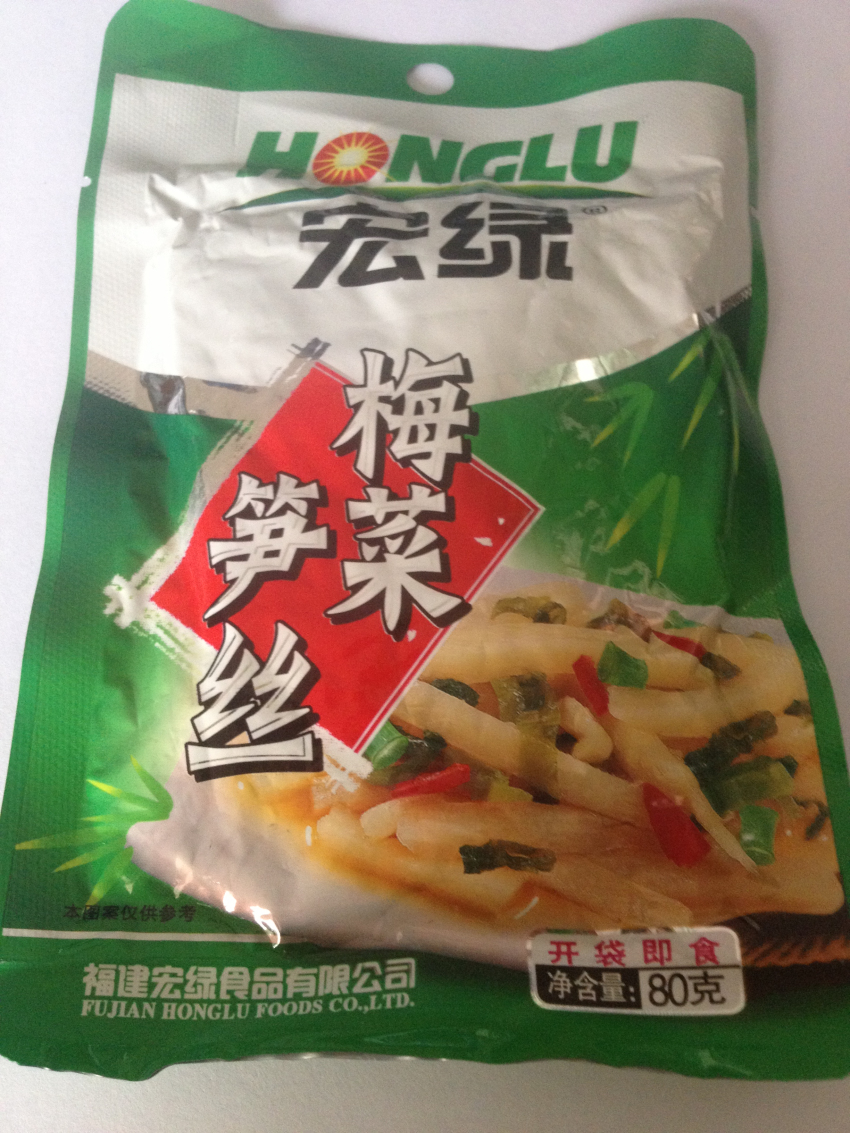 HONGLU
宏绿®
梅菜
笋丝
本图案仅供参考
开袋即食
净含量: 80克
福建宏绿食品有限公司
FUJIAN HONGLU FOODS CO.,LTD.